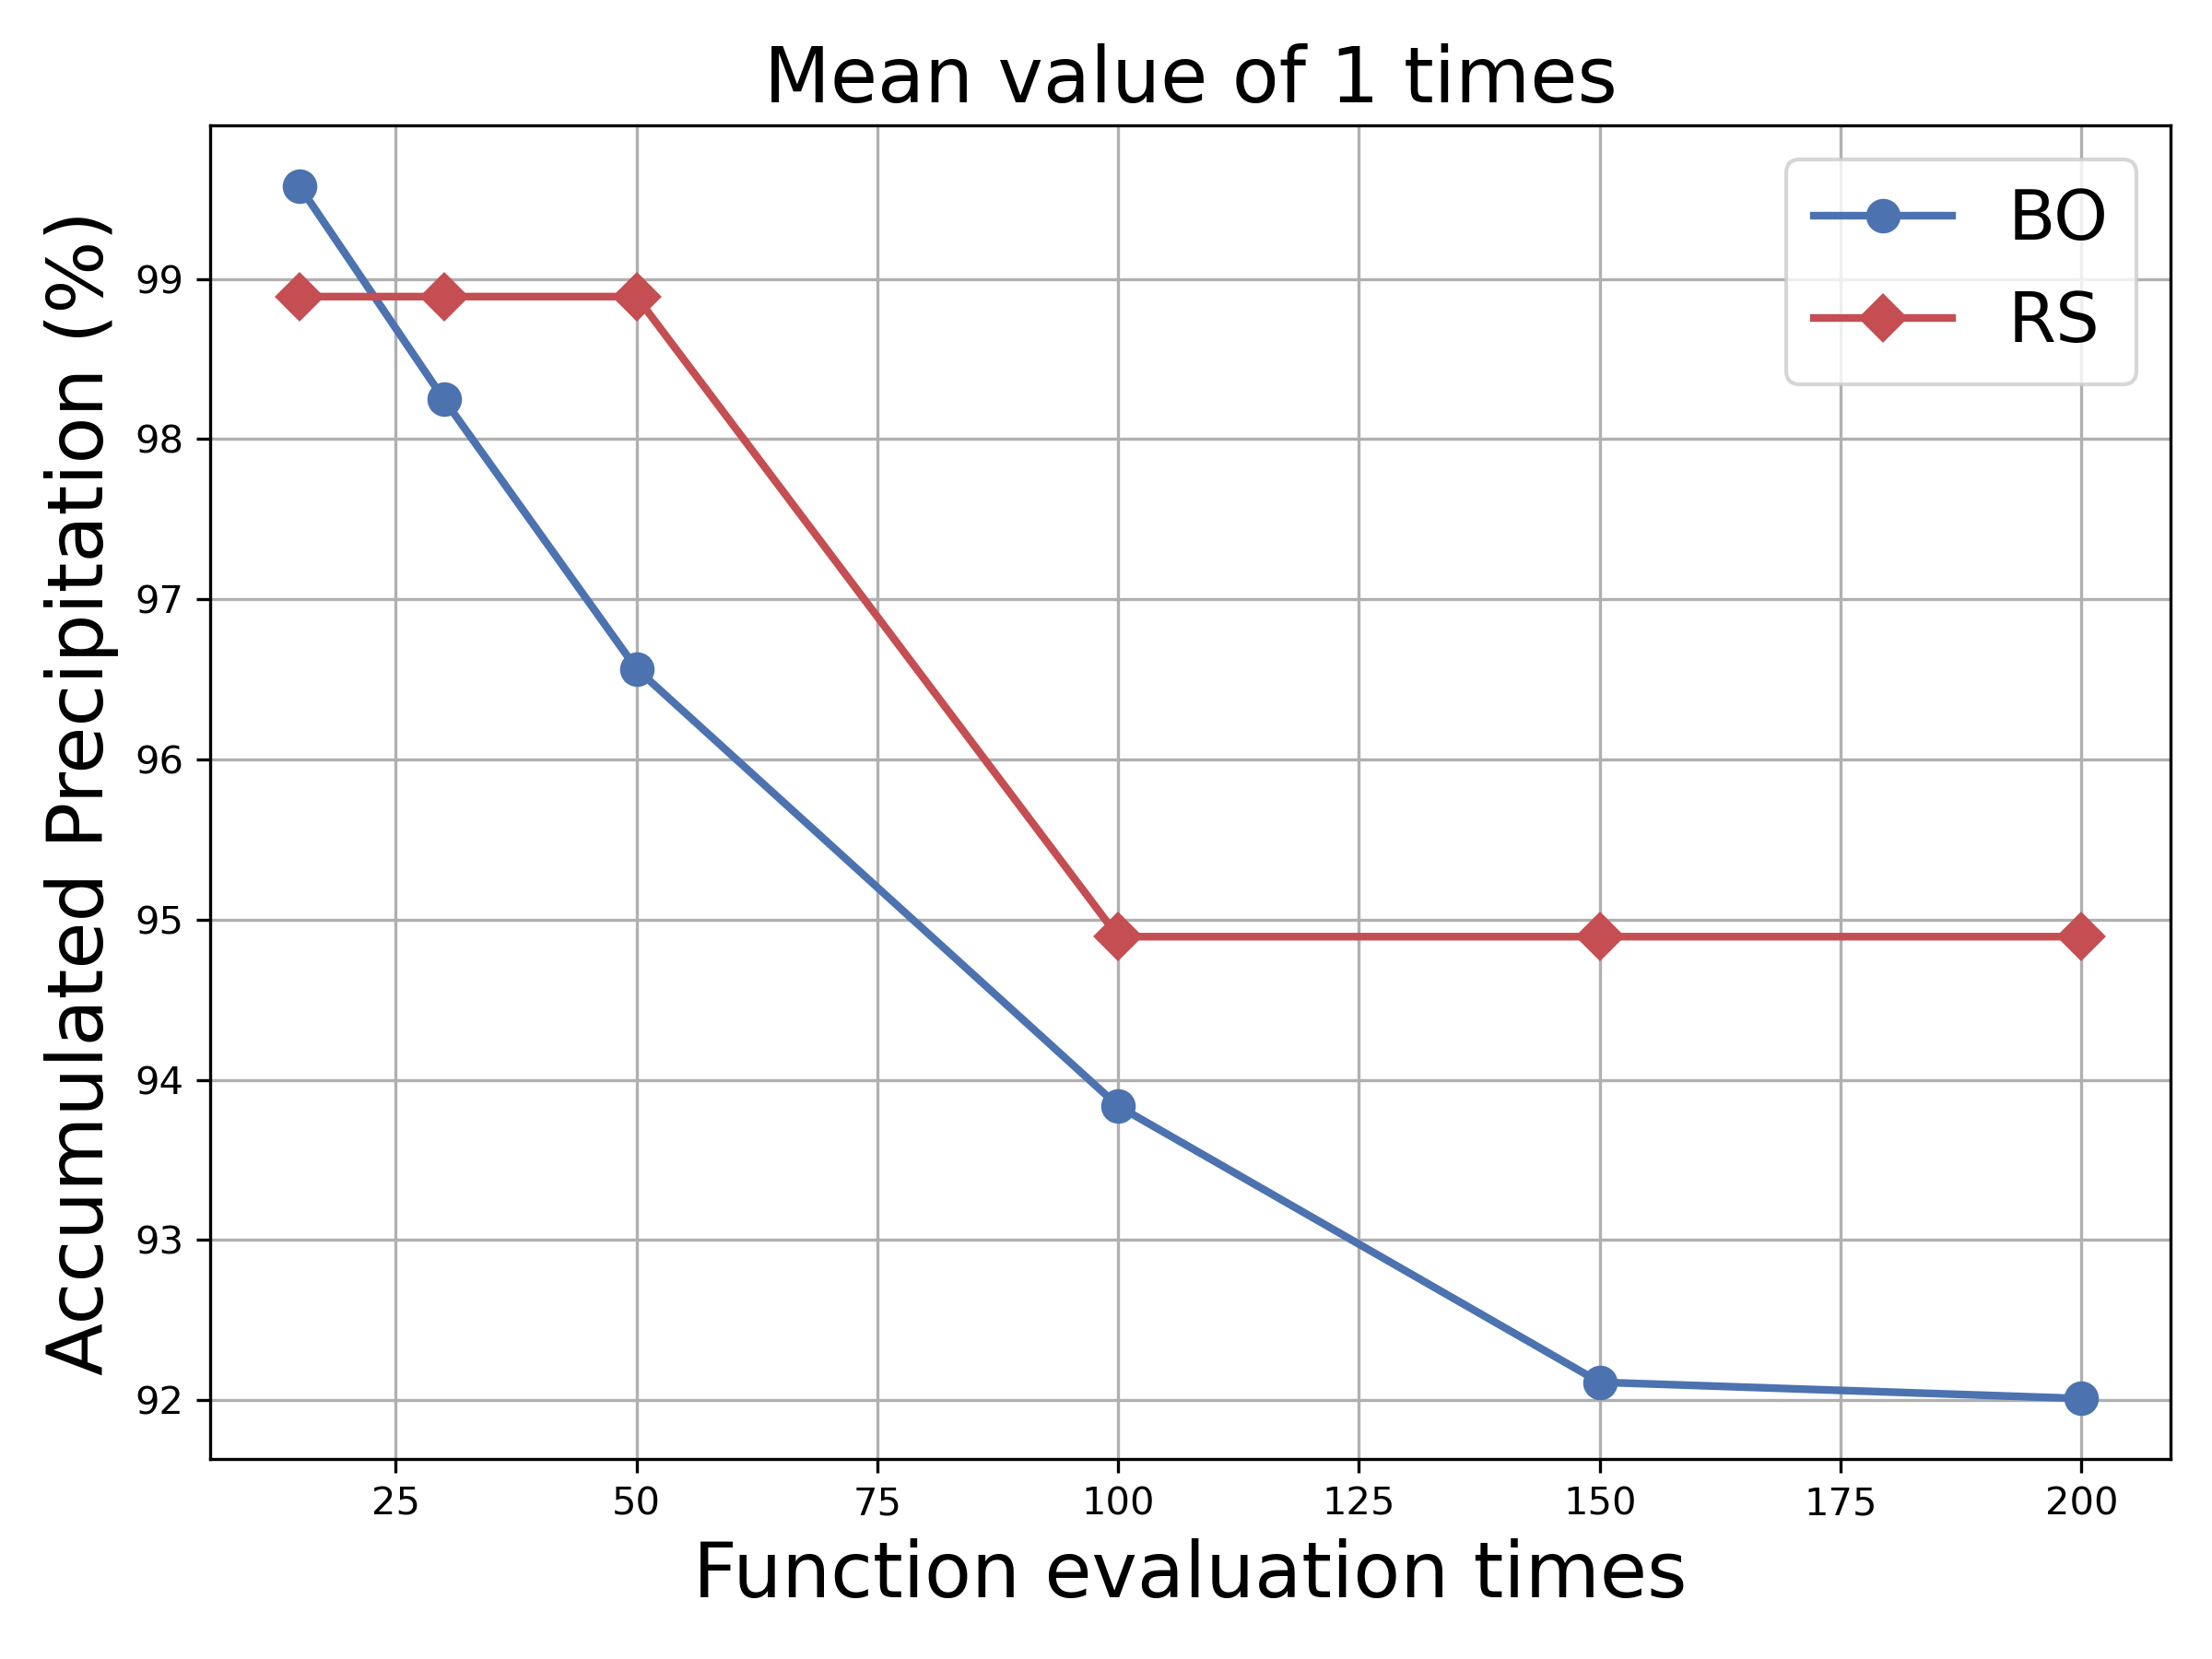 Mean value of 1 times
BO
RS
Accumulated Precipitation (%)
99
98
97
96
95
94
93
92
25 50 75 100 125 150 175 200
Function evaluation times